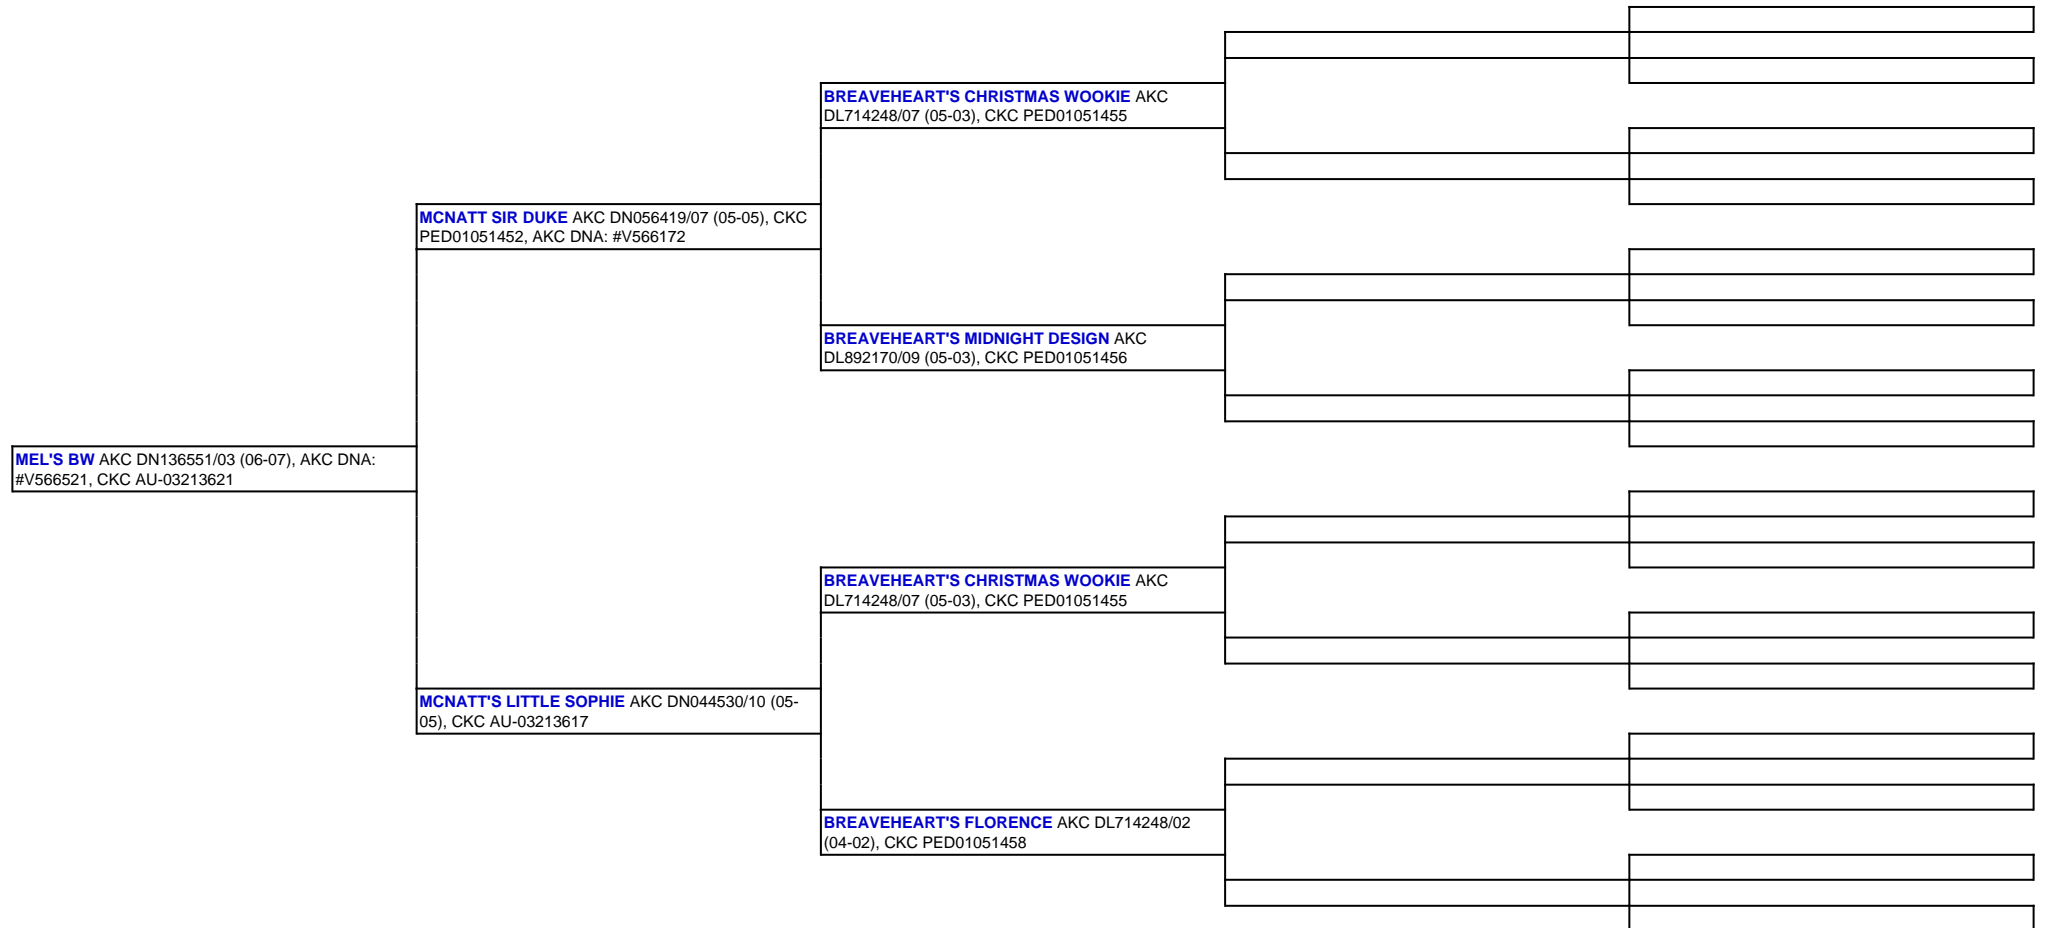 BREAVEHEART'S CHRISTMAS WOOKIE AKC
DL714248/07 (05-03), CKC PED01051455
MCNATT SIR DUKE AKC DN056419/07 (05-05), CKC
PED01051452, AKC DNA: #V566172
BREAVEHEART'S MIDNIGHT DESIGN AKC
DL892170/09 (05-03), CKC PED01051456
MEL'S BW AKC DN136551/03 (06-07), AKC DNA:
#V566521, CKC AU-03213621
BREAVEHEART'S CHRISTMAS WOOKIE AKC
DL714248/07 (05-03), CKC PED01051455
MCNATT'S LITTLE SOPHIE AKC DN044530/10 (05-
05), CKC AU-03213617
BREAVEHEART'S FLORENCE AKC DL714248/02
(04-02), CKC PED01051458